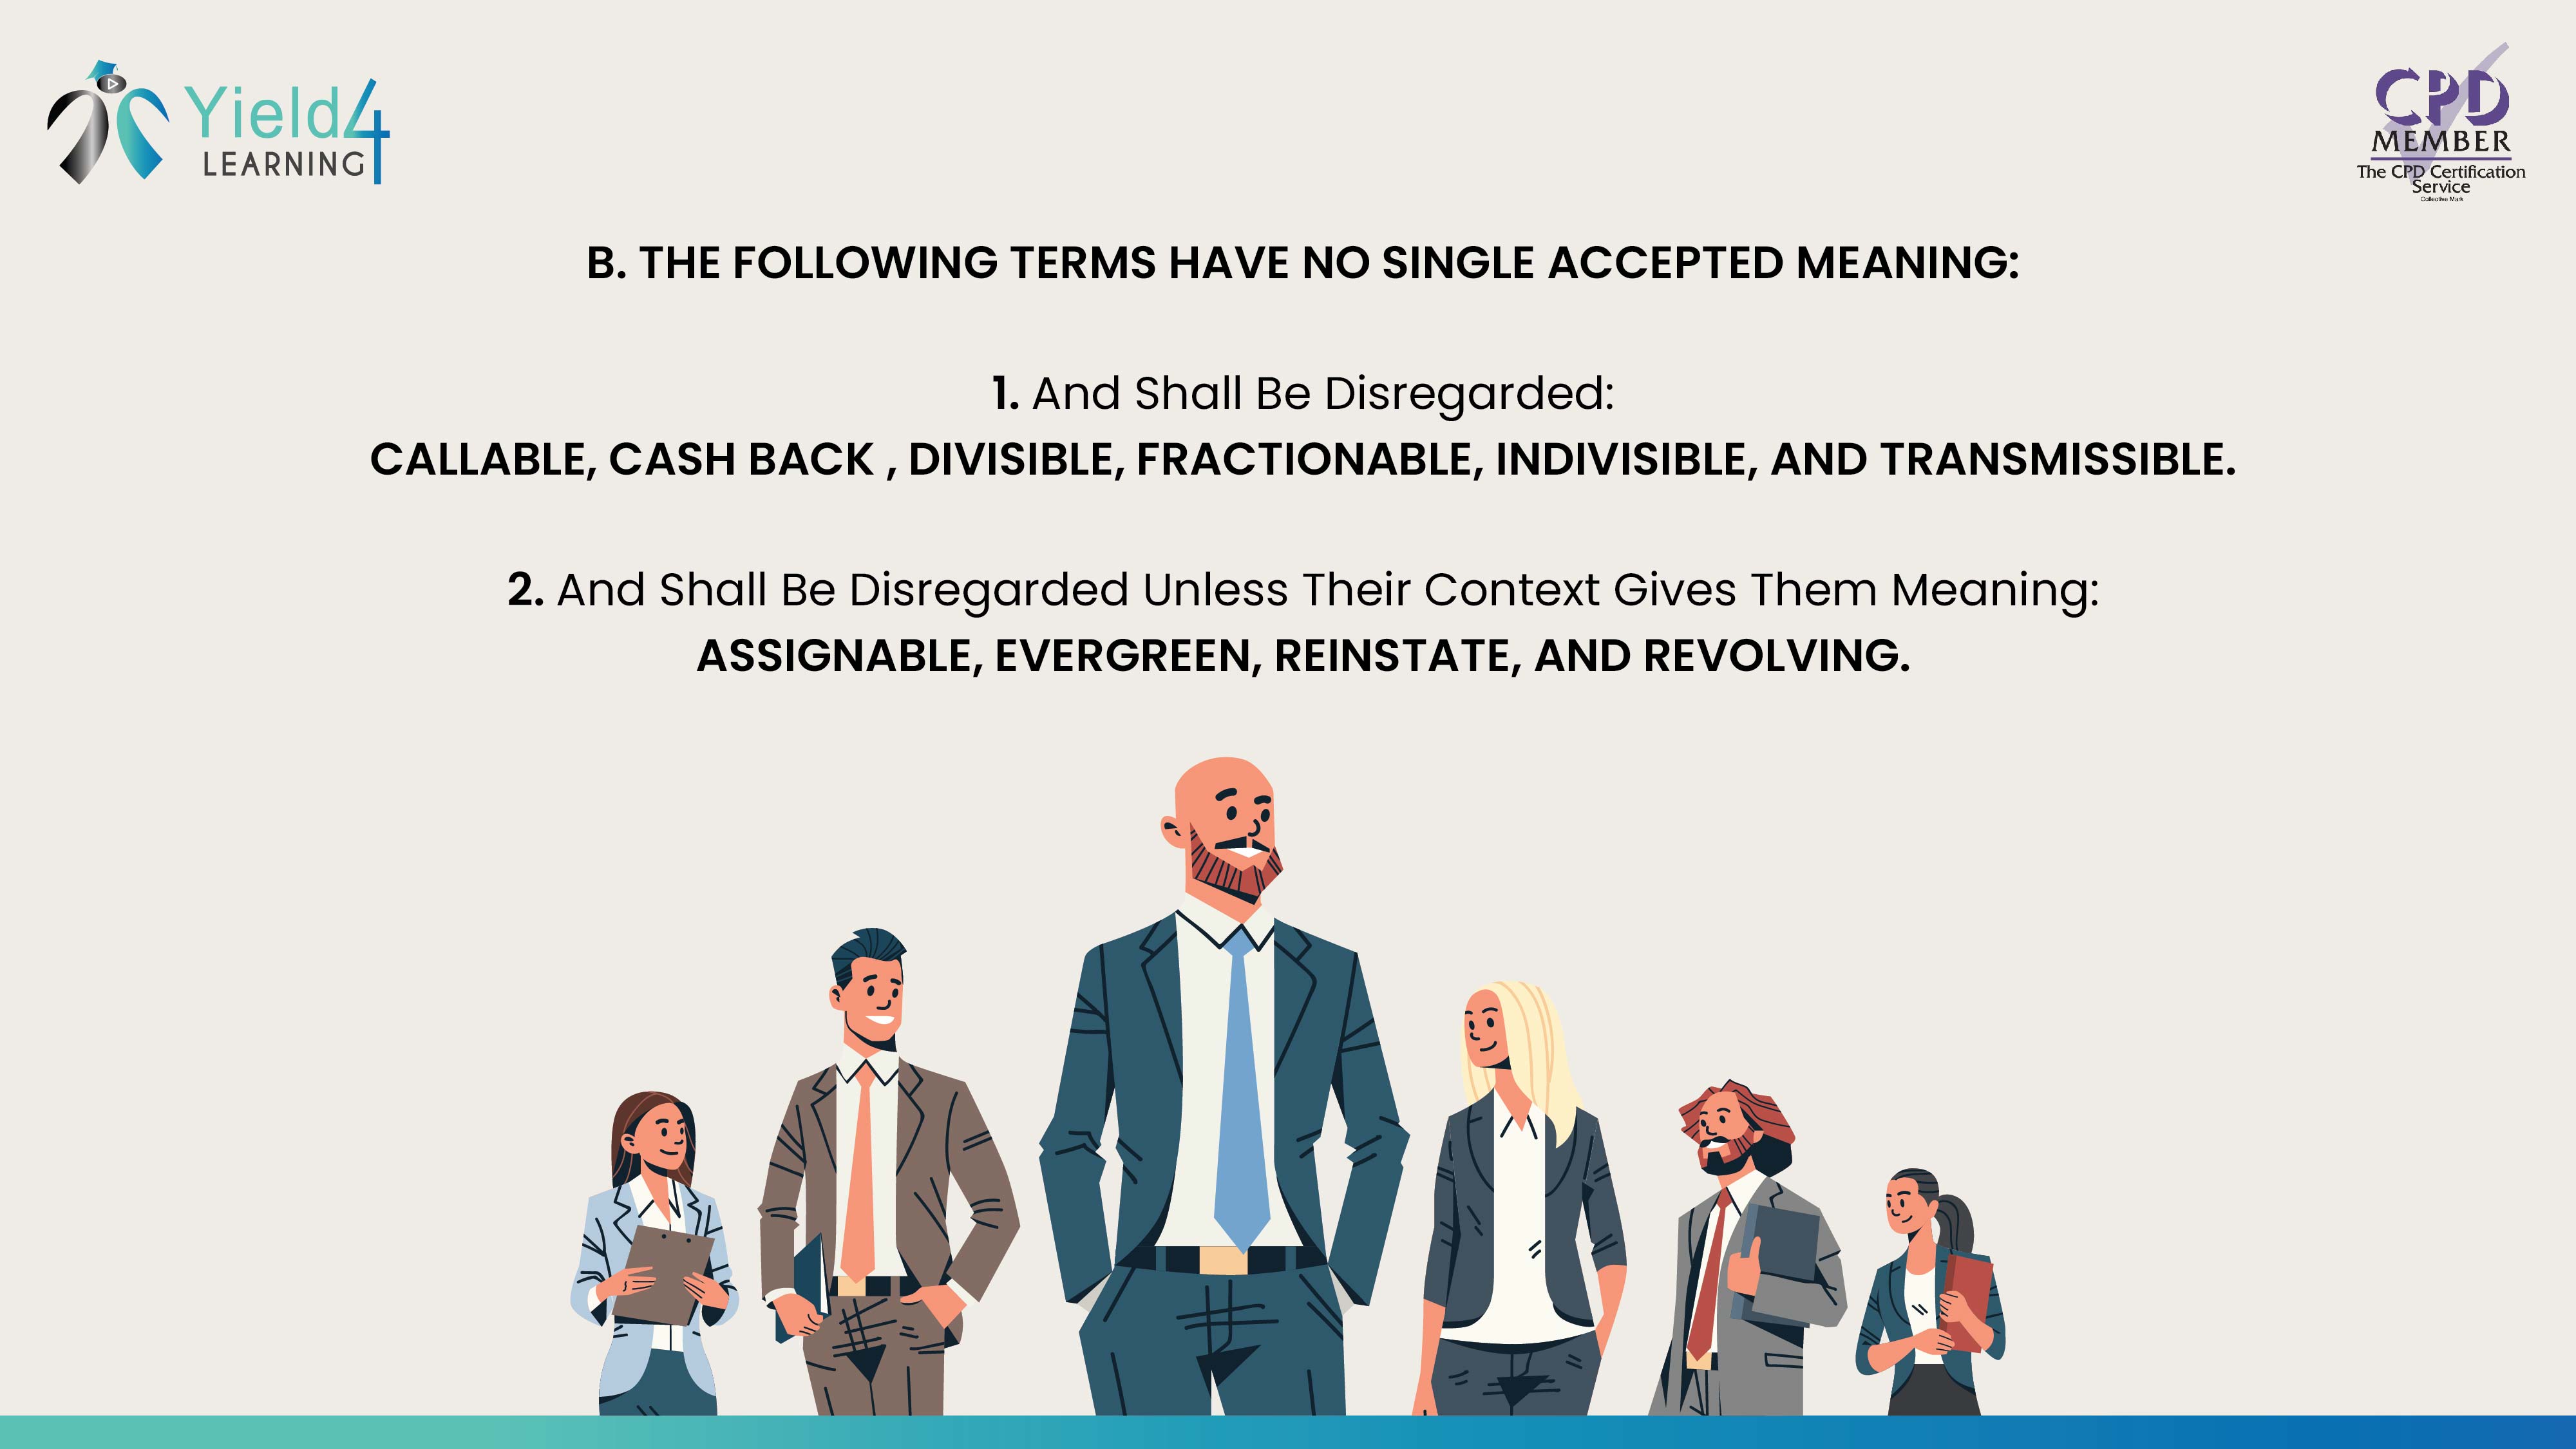 Yield4
LEARNING
CPD
MEMBER
The CPD Certification
Service
Collective Mark
B. THE FOLLOWING TERMS HAVE NO SINGLE ACCEPTED MEANING:
1. And Shall Be Disregarded:
CALLABLE, CASH BACK , DIVISIBLE, FRACTIONABLE, INDIVISIBLE, AND TRANSMISSIBLE.
2. And Shall Be Disregarded Unless Their Context Gives Them Meaning:
ASSIGNABLE, EVERGREEN, REINSTATE, AND REVOLVING.